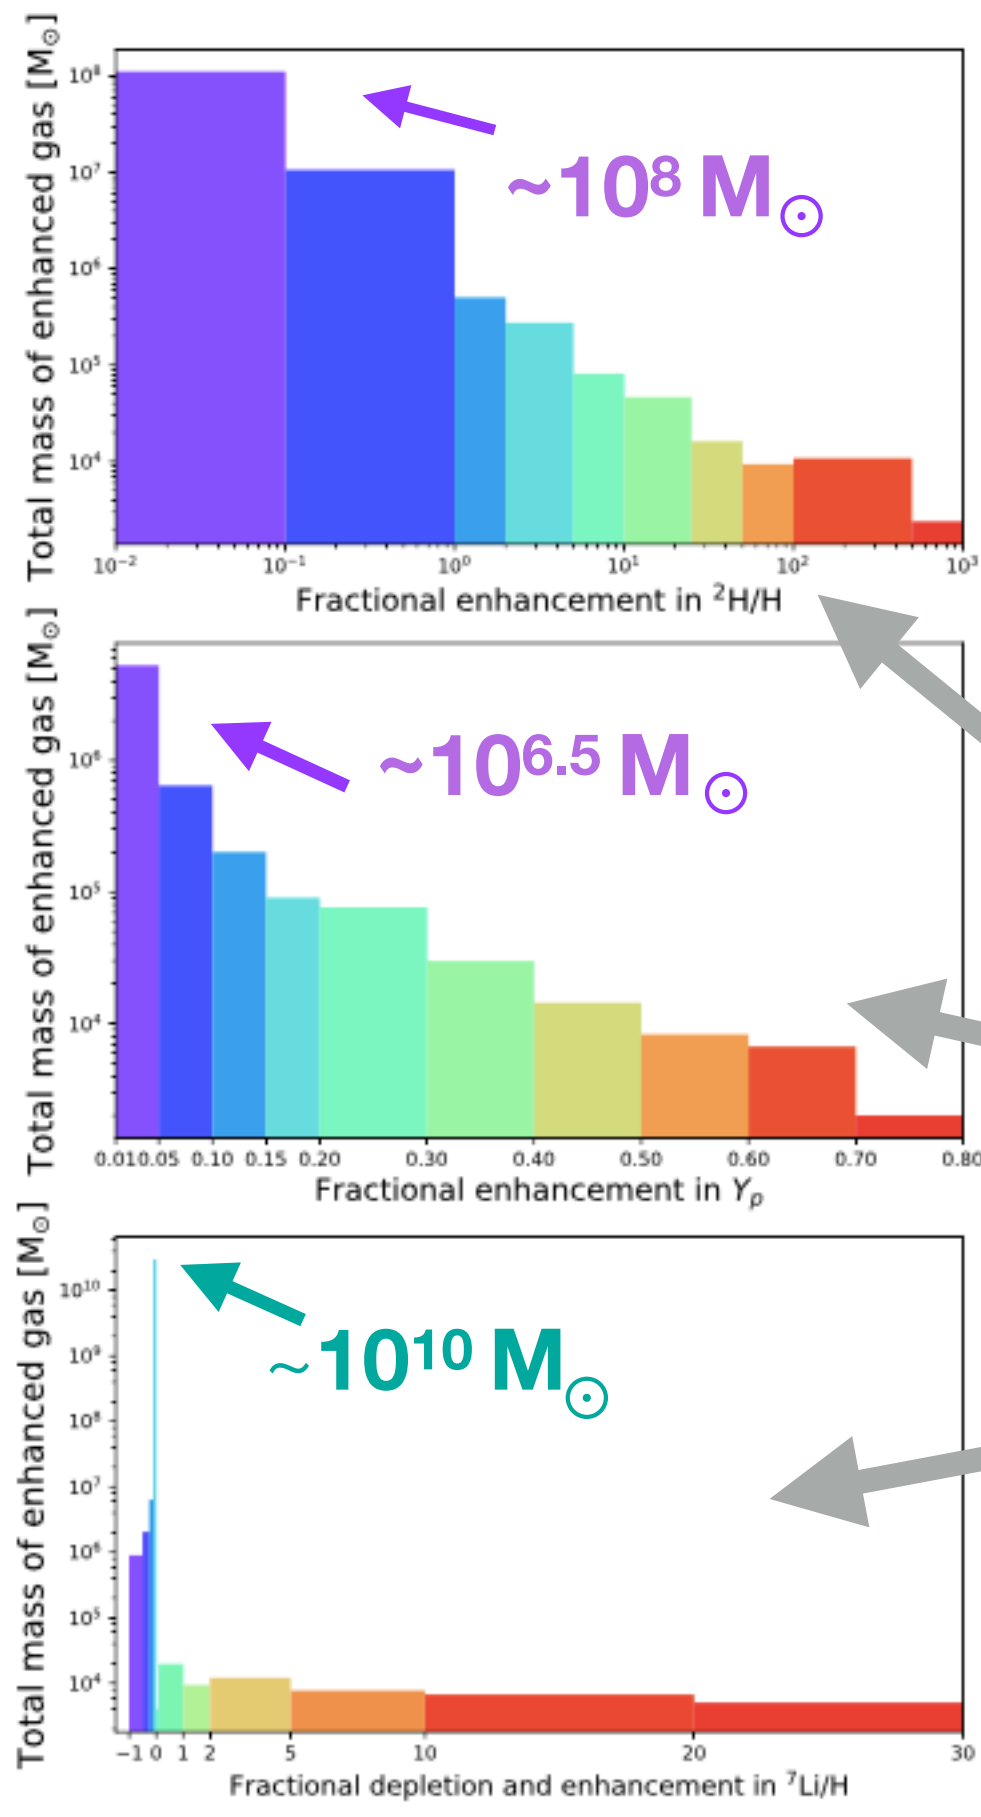 Total mass of enhanced gas [M⊙]
10⁸
10⁷
10⁶
10⁵
10⁴
~10⁸ M⊙
10⁻² 10⁻¹ 10⁰ 10¹ 10² 10³
Fractional enhancement in ²H/H
Total mass of enhanced gas [M⊙]
10⁶
10⁵
10⁴
~10⁶·⁵ M⊙
0.010 0.05 0.10 0.15 0.20 0.30 0.40 0.50 0.60 0.70 0.80
Fractional enhancement in Yₚ
Total mass of enhanced gas [M⊙]
10¹⁰
10⁹
10⁸
10⁷
10⁶
10⁵
10⁴
~10¹⁰ M⊙
−1 0 1 2 5 10 20 30
Fractional depletion and enhancement in ⁷Li/H